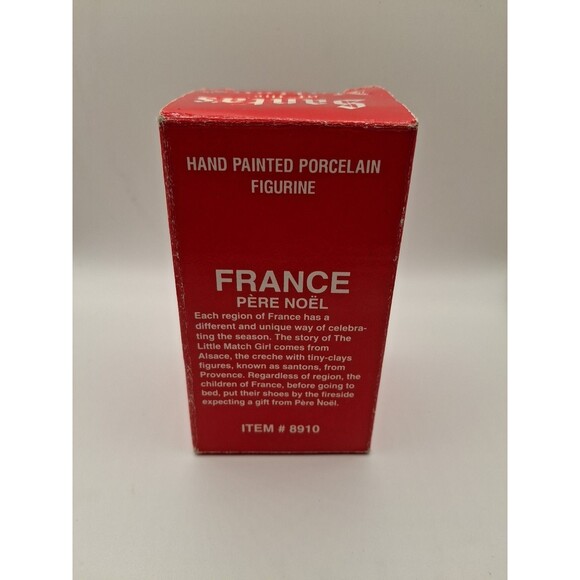 Santas
of the
HAND PAINTED PORCELAIN
FIGURINE
FRANCE
PÈRE NOËL
Each region of France has a
different and unique way of celebra-
ting the season. The story of The
Little Match Girl comes from
Alsace, the creche with tiny-clays
figures, known as santons, from
Provence. Regardless of region, the
children of France, before going to
bed, put their shoes by the fireside
expecting a gift from Père Noël.
ITEM # 8910